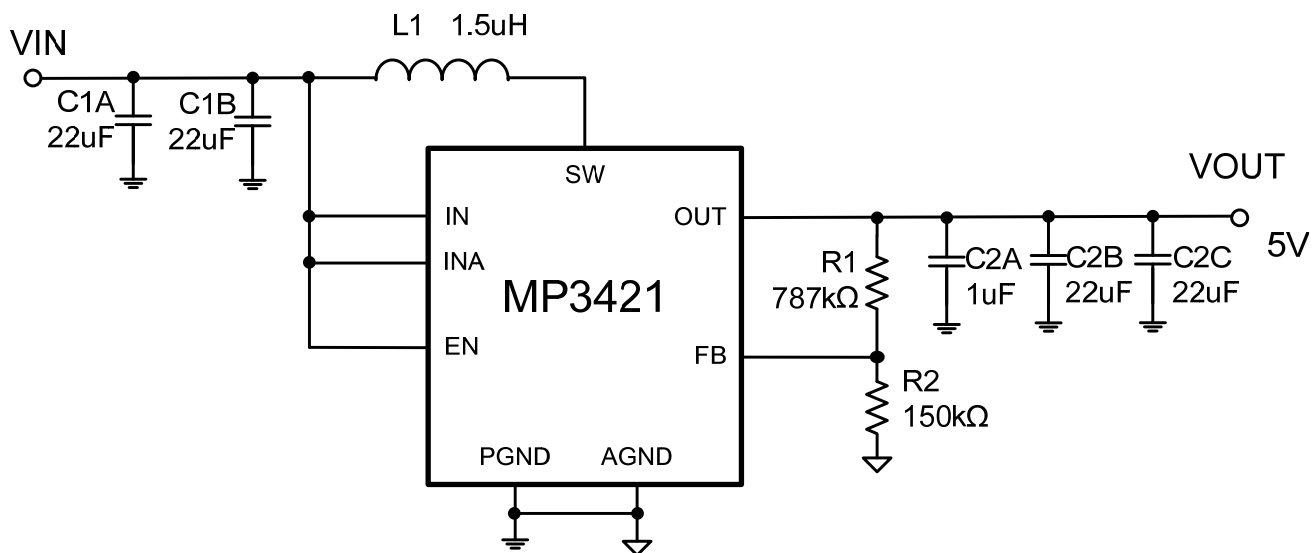 L1 1.5uH
VIN
C1A
22uF
C1B
22uF
SW
VOUT
IN
OUT
INA
5V
R1
787kΩ
C2A
1uF
C2B
22uF
C2C
22uF
MP3421
EN
FB
R2
150kΩ
PGND
AGND